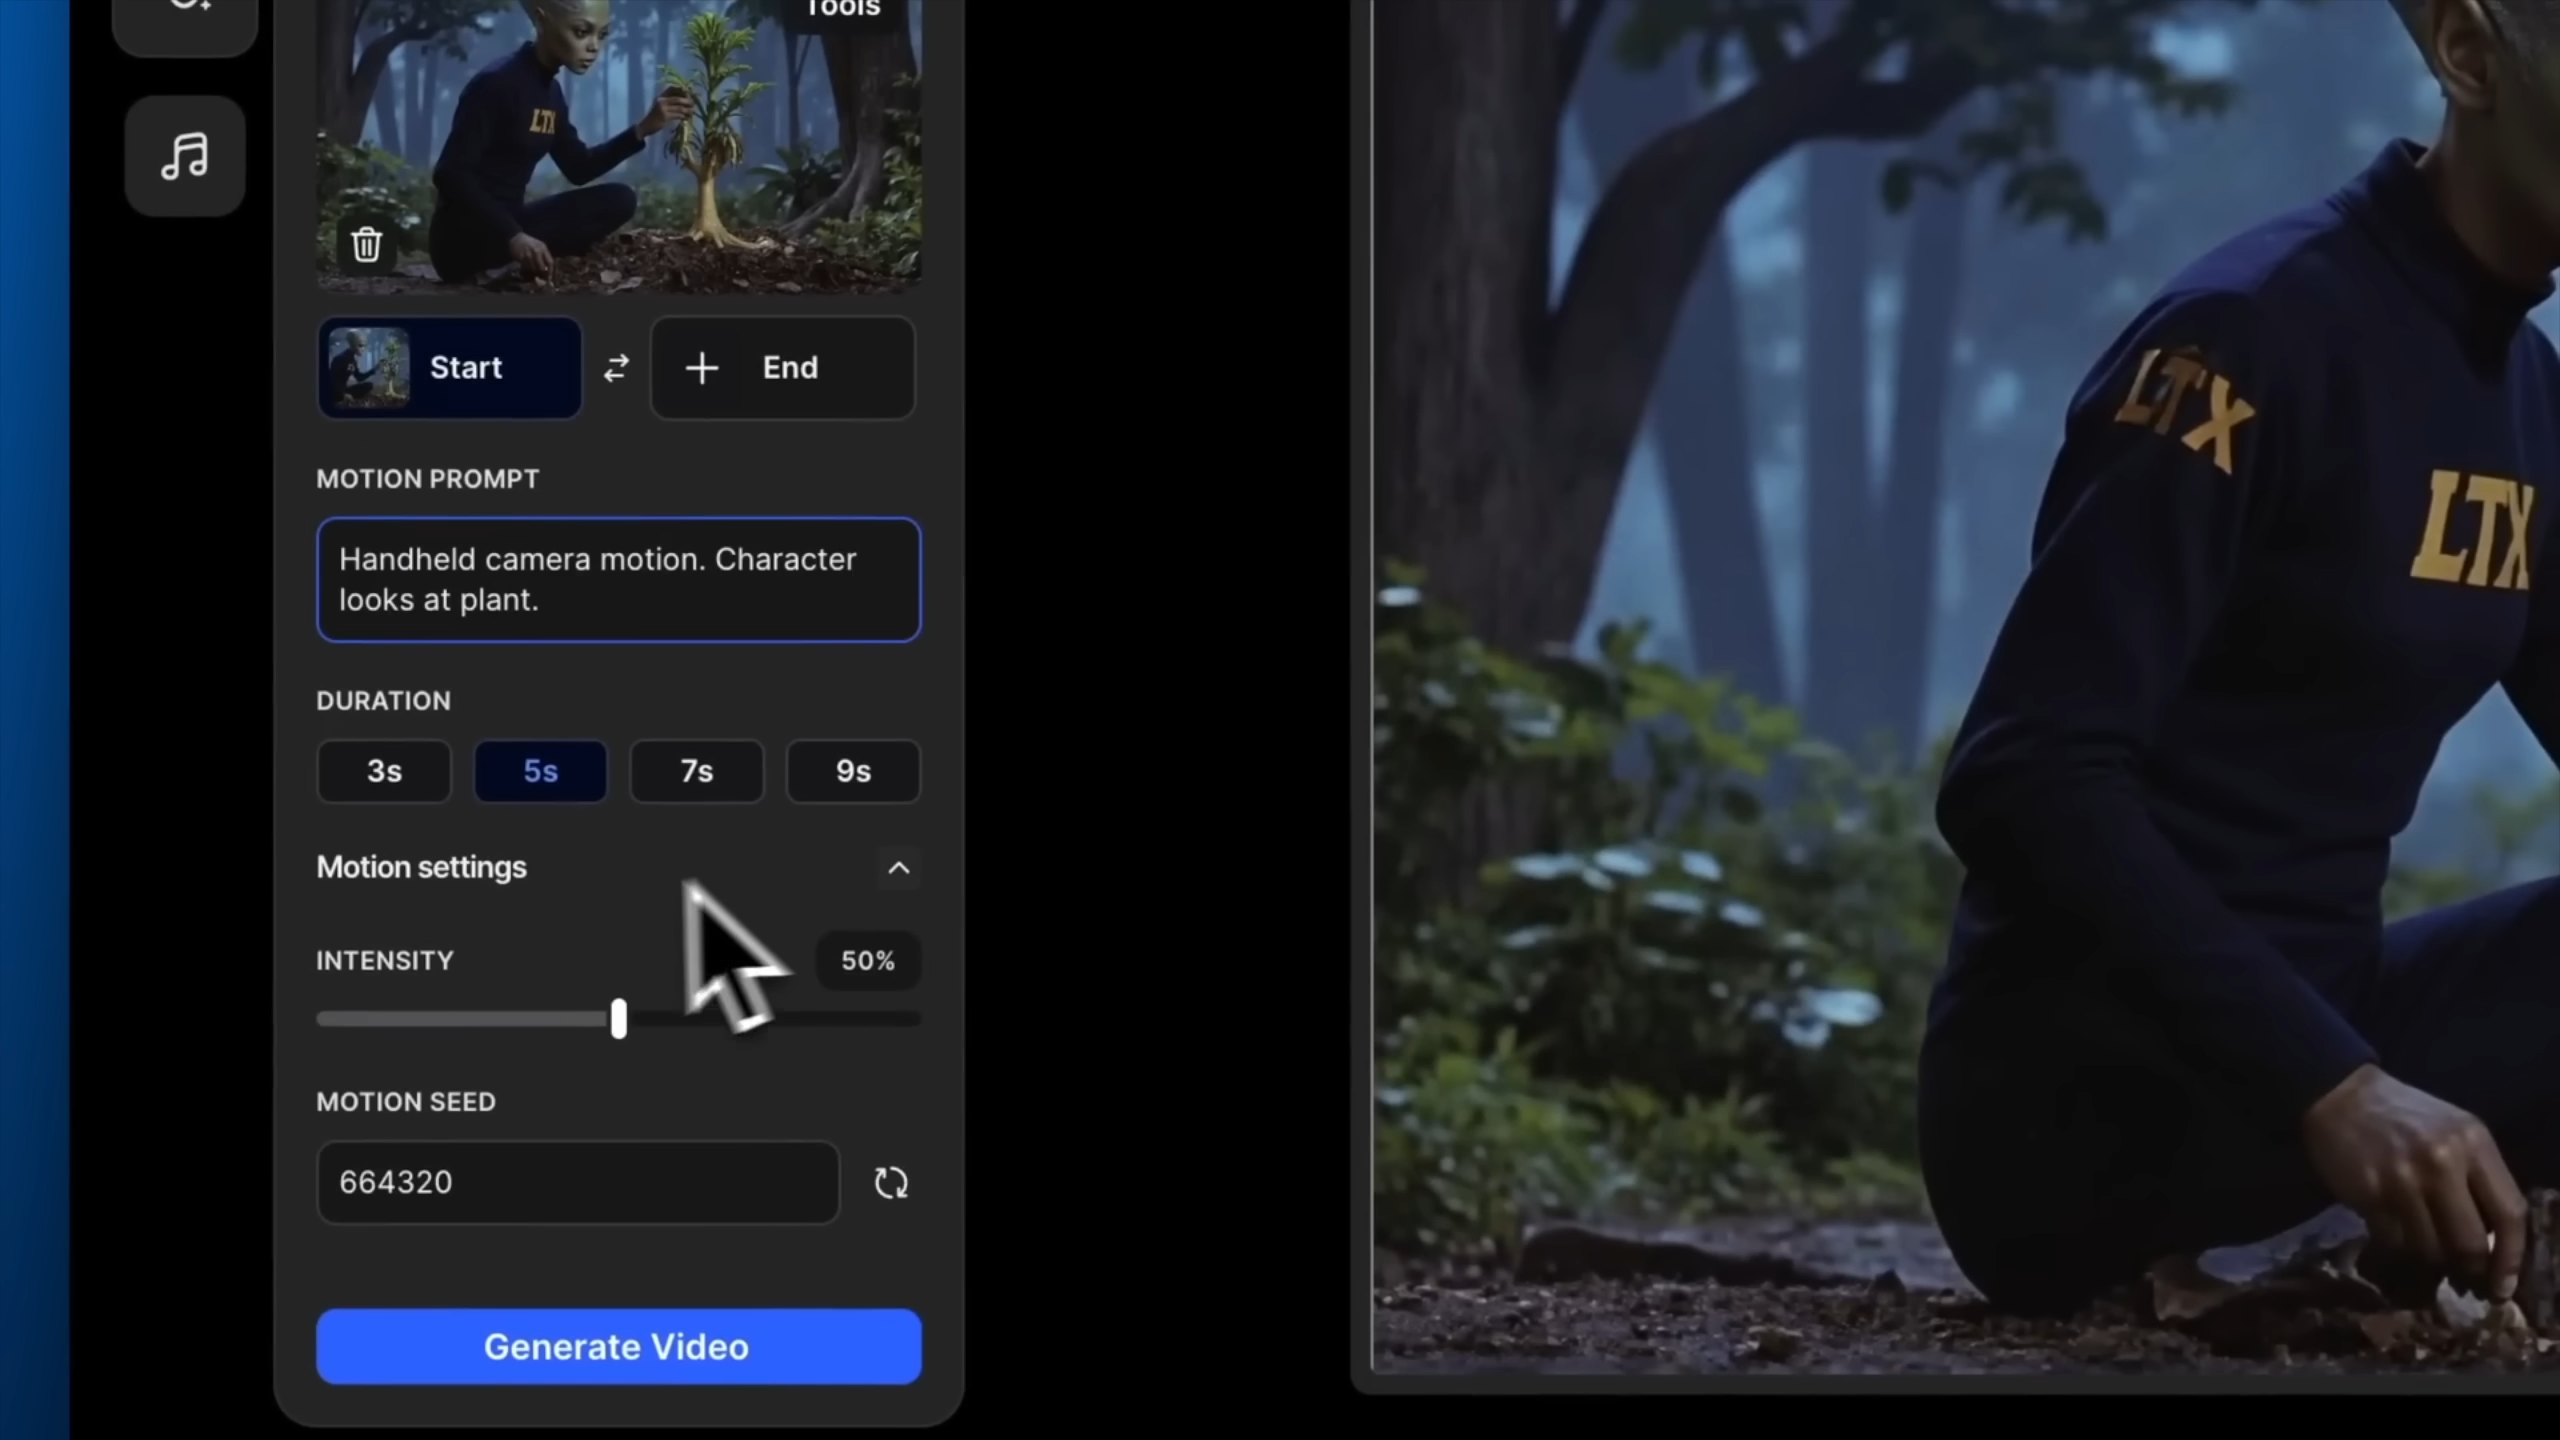 Tools
LTX
Start
End
MOTION PROMPT
Handheld camera motion. Character
looks at plant.
DURATION
3s
5s
7s
9s
Motion settings
INTENSITY
50%
MOTION SEED
664320
Generate Video
LTX
LTX